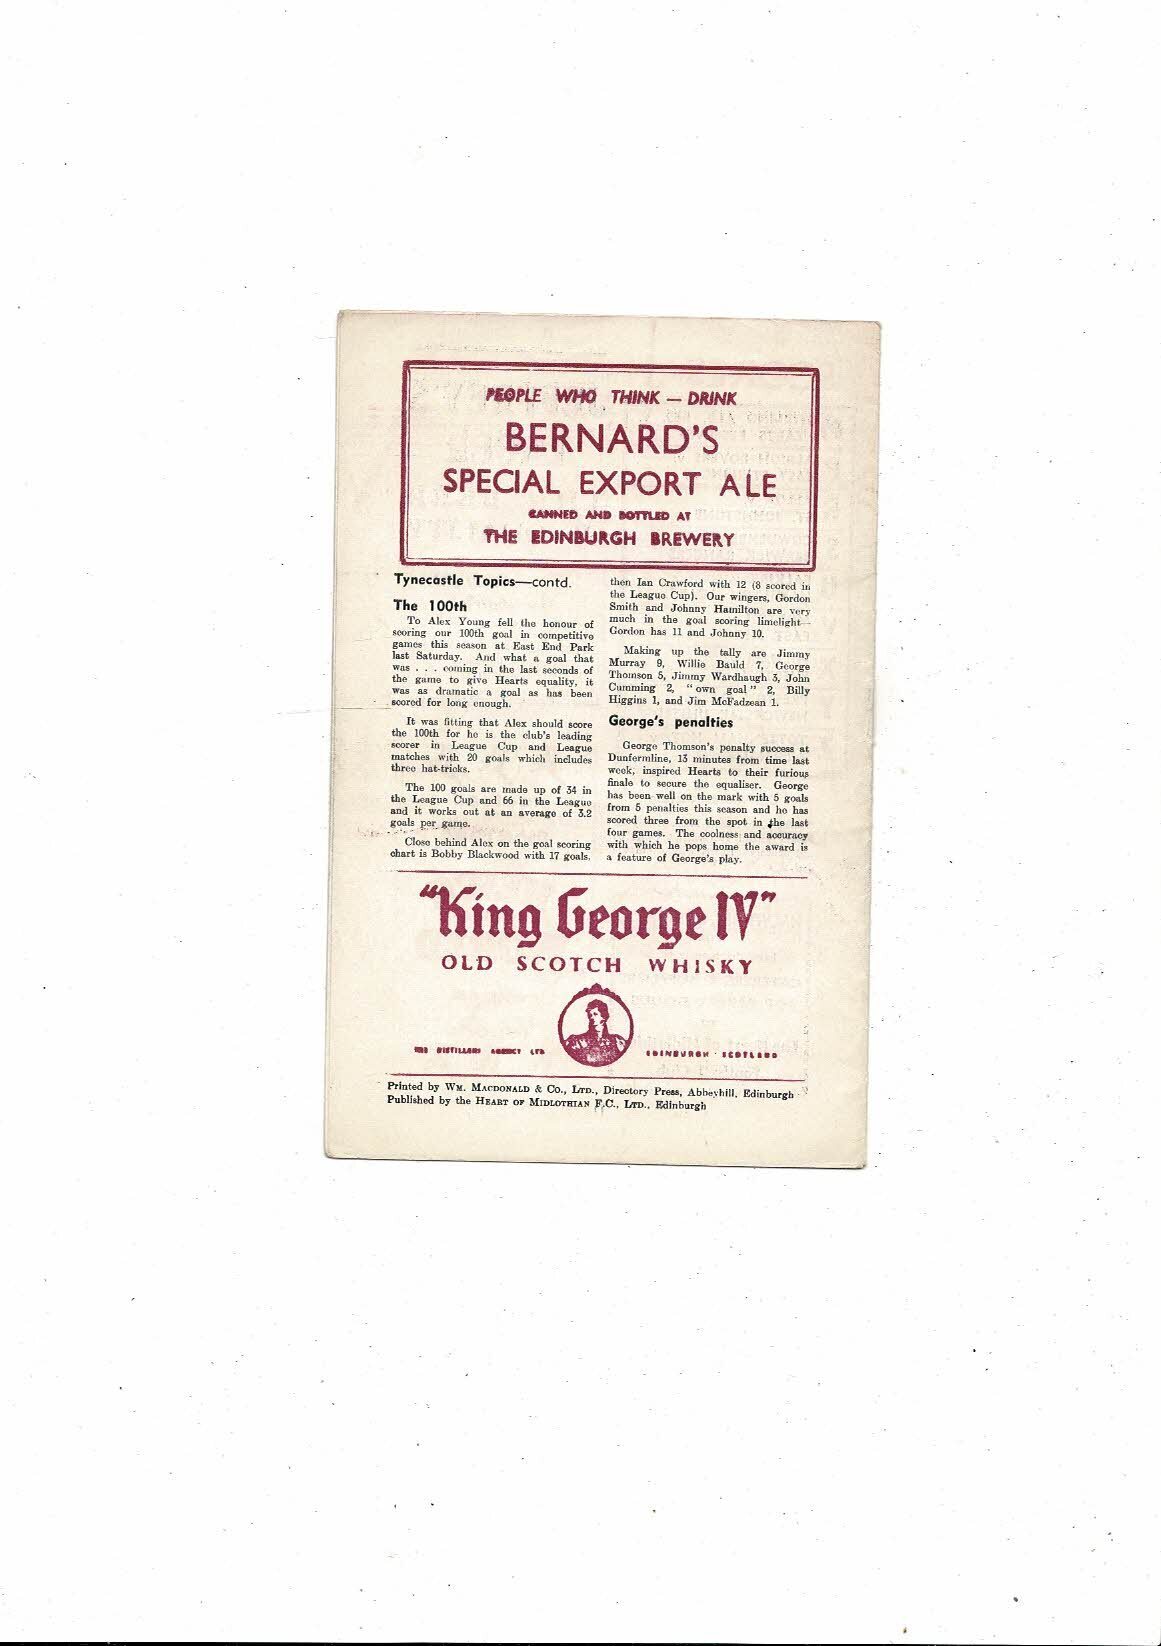 PEOPLE WHO THINK — DRINK
BERNARD'S
SPECIAL EXPORT ALE
CANNED AND BOTTLED AT
THE EDINBURGH BREWERY
Tynecastle Topics—contd.
The 100th
To Alex Young fell the honour of
scoring our 100th goal in competitive
games this season at East End Park
last Saturday. And what a goal that
was . . . coming in the last seconds of
the game to give Hearts equality, it
was as dramatic a goal as has been
scored for long enough.
It was fitting that Alex should score
the 100th for he is the club's leading
scorer in League Cup and League
matches with 20 goals which includes
three hat-tricks.
The 100 goals are made up of 34 in
the League Cup and 66 in the League
and it works out at an average of 3.2
goals per game.
Close behind Alex on the goal scoring
chart is Bobby Blackwood with 17 goals,
then Ian Crawford with 12 (8 scored in
the League Cup). Our wingers, Gordon
Smith and Johnny Hamilton are very
much in the goal scoring limelight—
Gordon has 11 and Johnny 10.
Making up the tally are Jimmy
Murray 9, Willie Bauld 7, George
Thomson 5, Jimmy Wardhaugh 3, John
Cumming 2, "own goal" 2, Billy
Higgins 1, and Jim McFadzean 1.
George's penalties
George Thomson's penalty success at
Dunfermline, 13 minutes from time last
week, inspired Hearts to their furious
finale to secure the equaliser. George
has been well on the mark with 5 goals
from 5 penalties this season and he has
scored three from the spot in the last
four games. The coolness and accuracy
with which he pops home the award is
a feature of George's play.
"King George IV"
OLD SCOTCH WHISKY
THE DISTILLERS AGENCY LTD EDINBURGH · SCOTLAND
Printed by WM. MACDONALD & CO., LTD., Directory Press, Abbeyhill, Edinburgh
Published by the HEART OF MIDLOTHIAN F.C., LTD., Edinburgh